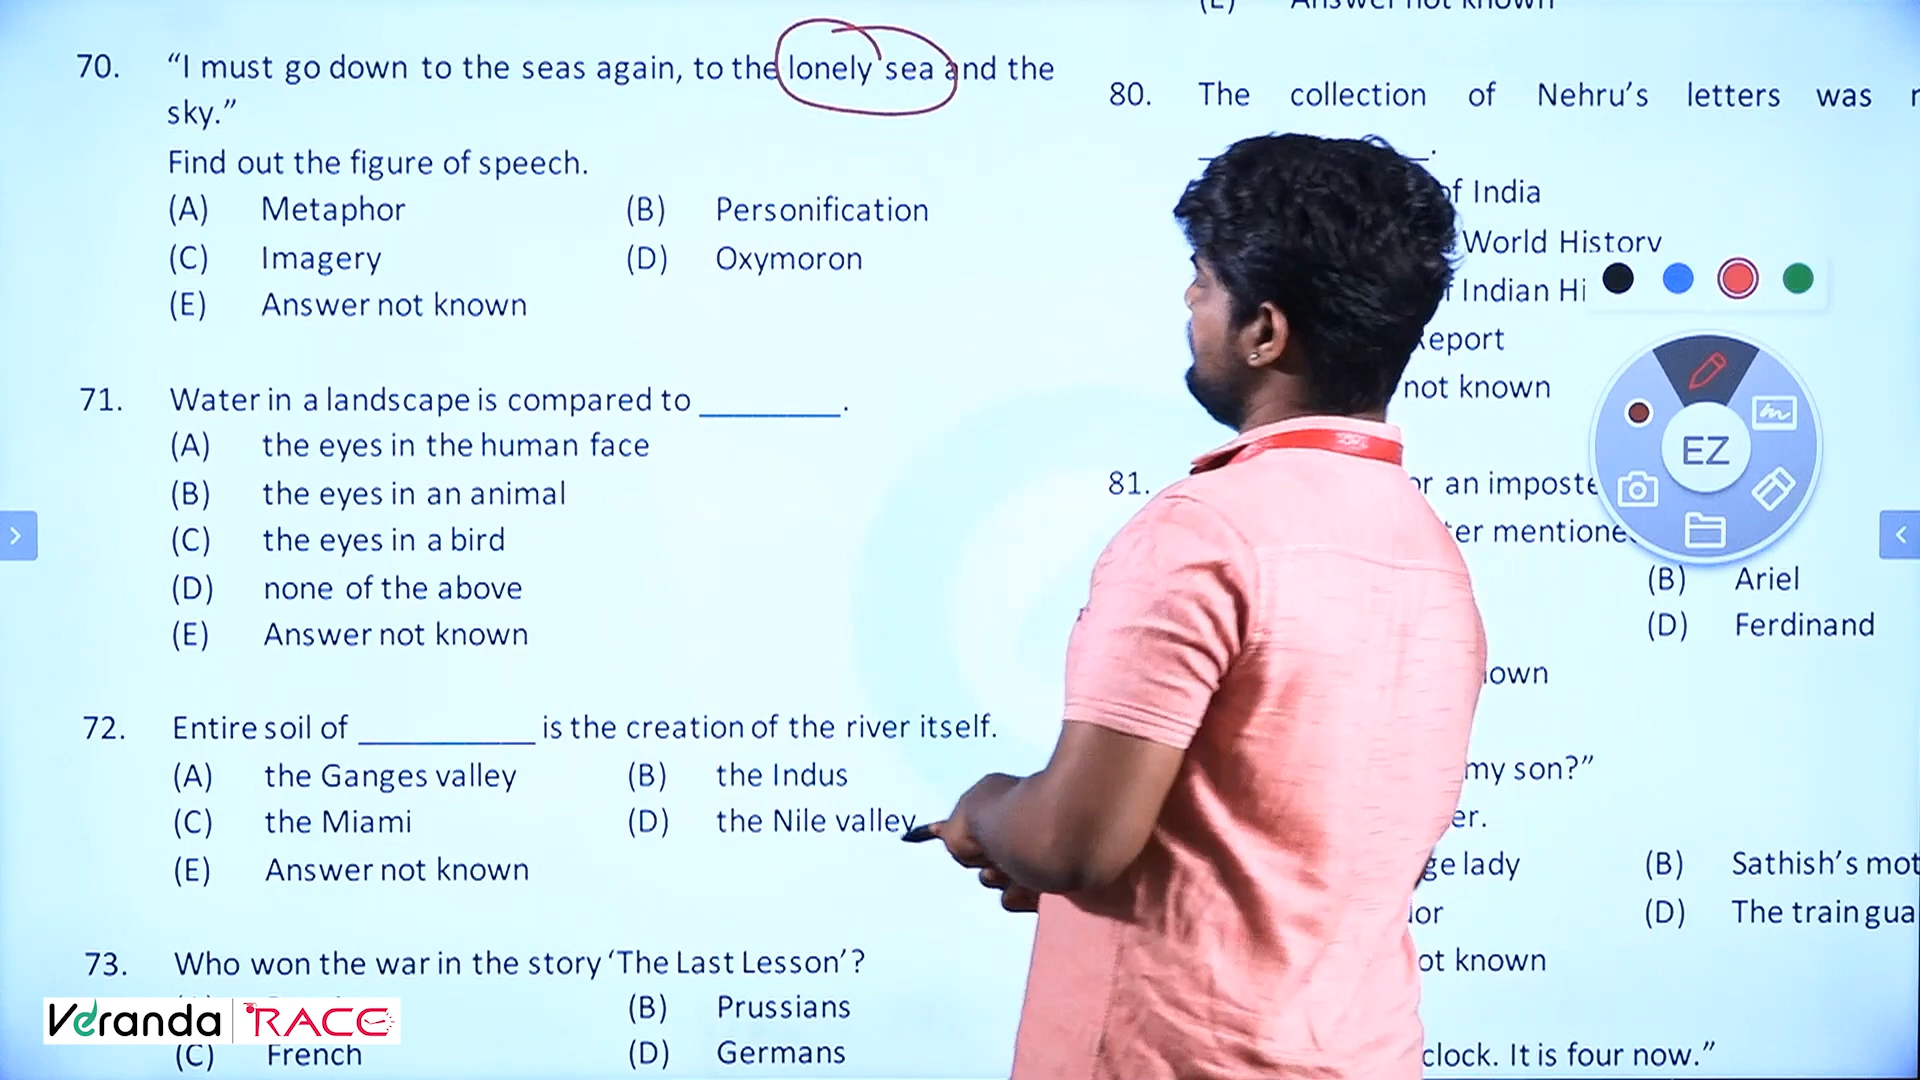 70. “I must go down to the seas again, to the lonely sea and the
sky.”
Find out the figure of speech.
(A) Metaphor (B) Personification
(C) Imagery (D) Oxymoron
(E) Answer not known
71. Water in a landscape is compared to __________.
(A) the eyes in the human face
(B) the eyes in an animal
(C) the eyes in a bird
(D) none of the above
(E) Answer not known
72. Entire soil of ____________ is the creation of the river itself.
(A) the Ganges valley (B) the Indus
(C) the Miami (D) the Nile valley
(E) Answer not known
73. Who won the war in the story ‘The Last Lesson’?
(B) Prussians
(C) French (D) Germans
(E) Answer not known
80. The collection of Nehru’s letters was
of India
World History
Indian Hi
Report
not known
81. or an imposte
mentione
(B) Ariel
(D) Ferdinand
my son?”
lady (B) Sathish’s mot
(D) The train gua
not known
clock. It is four now.”
EZ
Veranda RACE